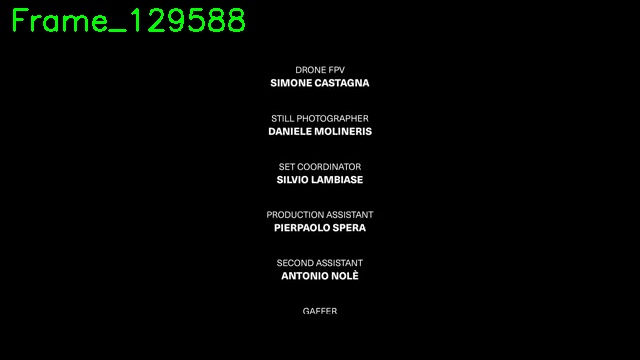 Frame_129588
DRONE FPV
SIMONE CASTAGNA
STILL PHOTOGRAPHER
DANIELE MOLINERIS
SET COORDINATOR
SILVIO LAMBIASE
PRODUCTION ASSISTANT
PIERPAOLO SPERA
SECOND ASSISTANT
ANTONIO NOLÈ
GAFFER